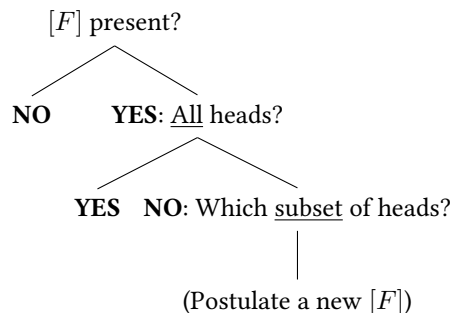 [F] present?
NO YES: All heads?
YES NO: Which subset of heads?
(Postulate a new [F])